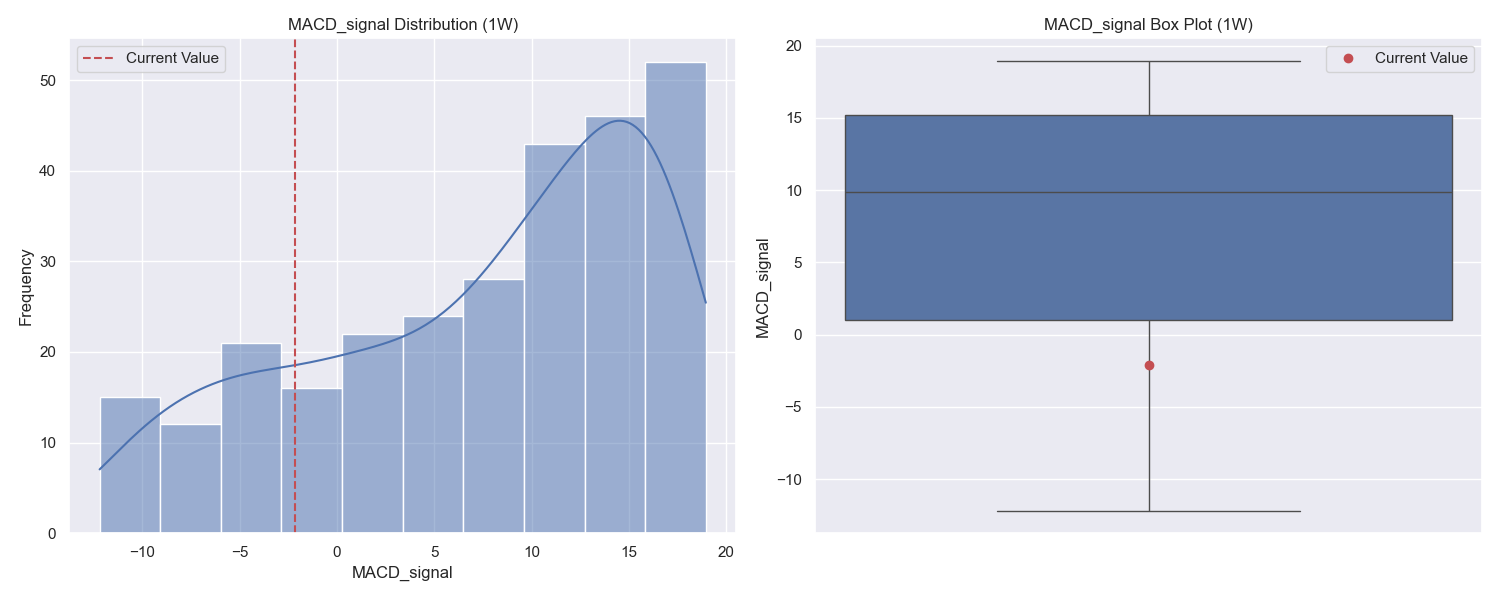 MACD_signal Distribution (1W)
Current Value
50
40
30
20
10
0
Frequency
−10
−5
0
5
10
15
20
MACD_signal
MACD_signal Box Plot (1W)
Current Value
20
15
10
5
0
−5
−10
MACD_signal